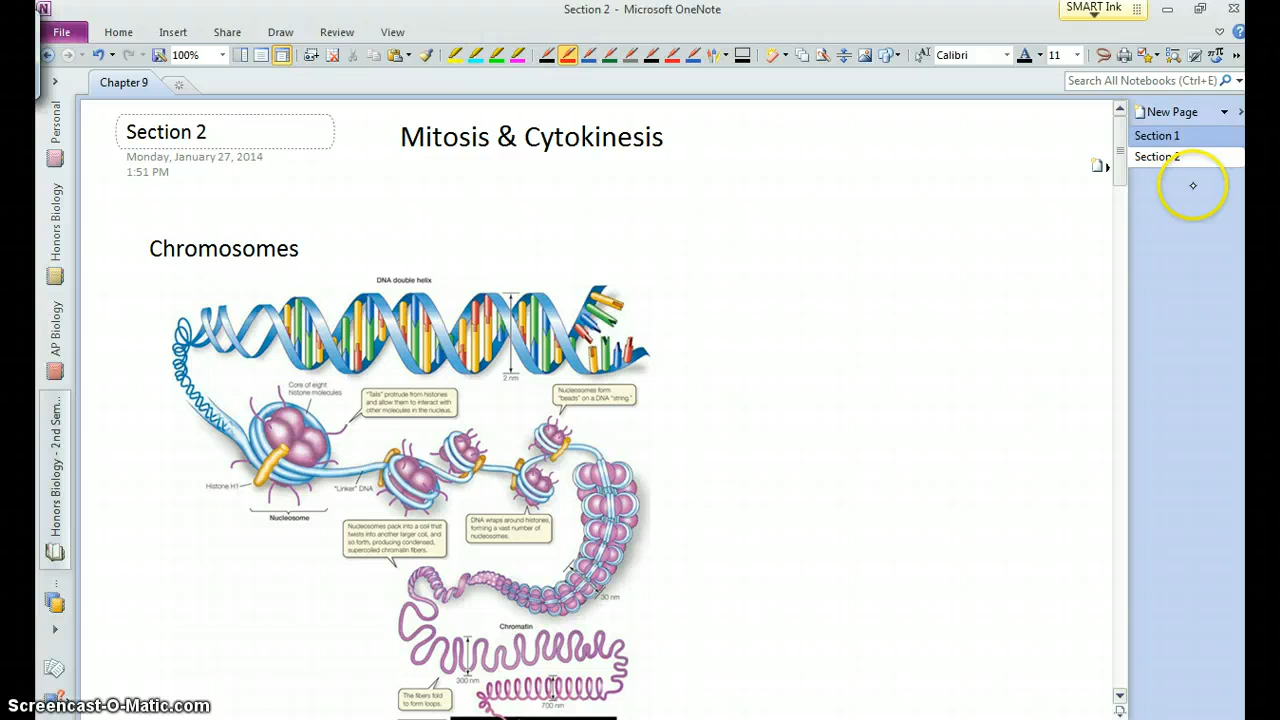 Section 2 - Microsoft OneNote
SMART Ink
File Home Insert Share Draw Review View
100%
Calibri 11
Chapter 9
Search All Notebooks (Ctrl+E)
New Page
Section 1
Section 2
Personal
Honors Biology
AP Biology
Honors Biology - 2nd Sem...
Section 2
Mitosis & Cytokinesis
Monday, January 27, 2014
1:51 PM
Chromosomes
DNA double helix
2 nm
Core of eight
histone molecules
"Tails" protrude from histones
and allow them to interact with
other molecules in the nucleus.
Nucleosomes form
"beads" on a DNA "string."
Histone H1
"Linker" DNA
Nucleosome
Nucleosomes pack into a coil that
twists into another larger coil, and
so forth, producing condensed,
supercoiled chromatin fibers.
DNA wraps around histones,
forming a vast number of
nucleosomes.
30 nm
Chromatin
300 nm
The fibers fold
to form loops.
700 nm
Screencast-O-Matic.com